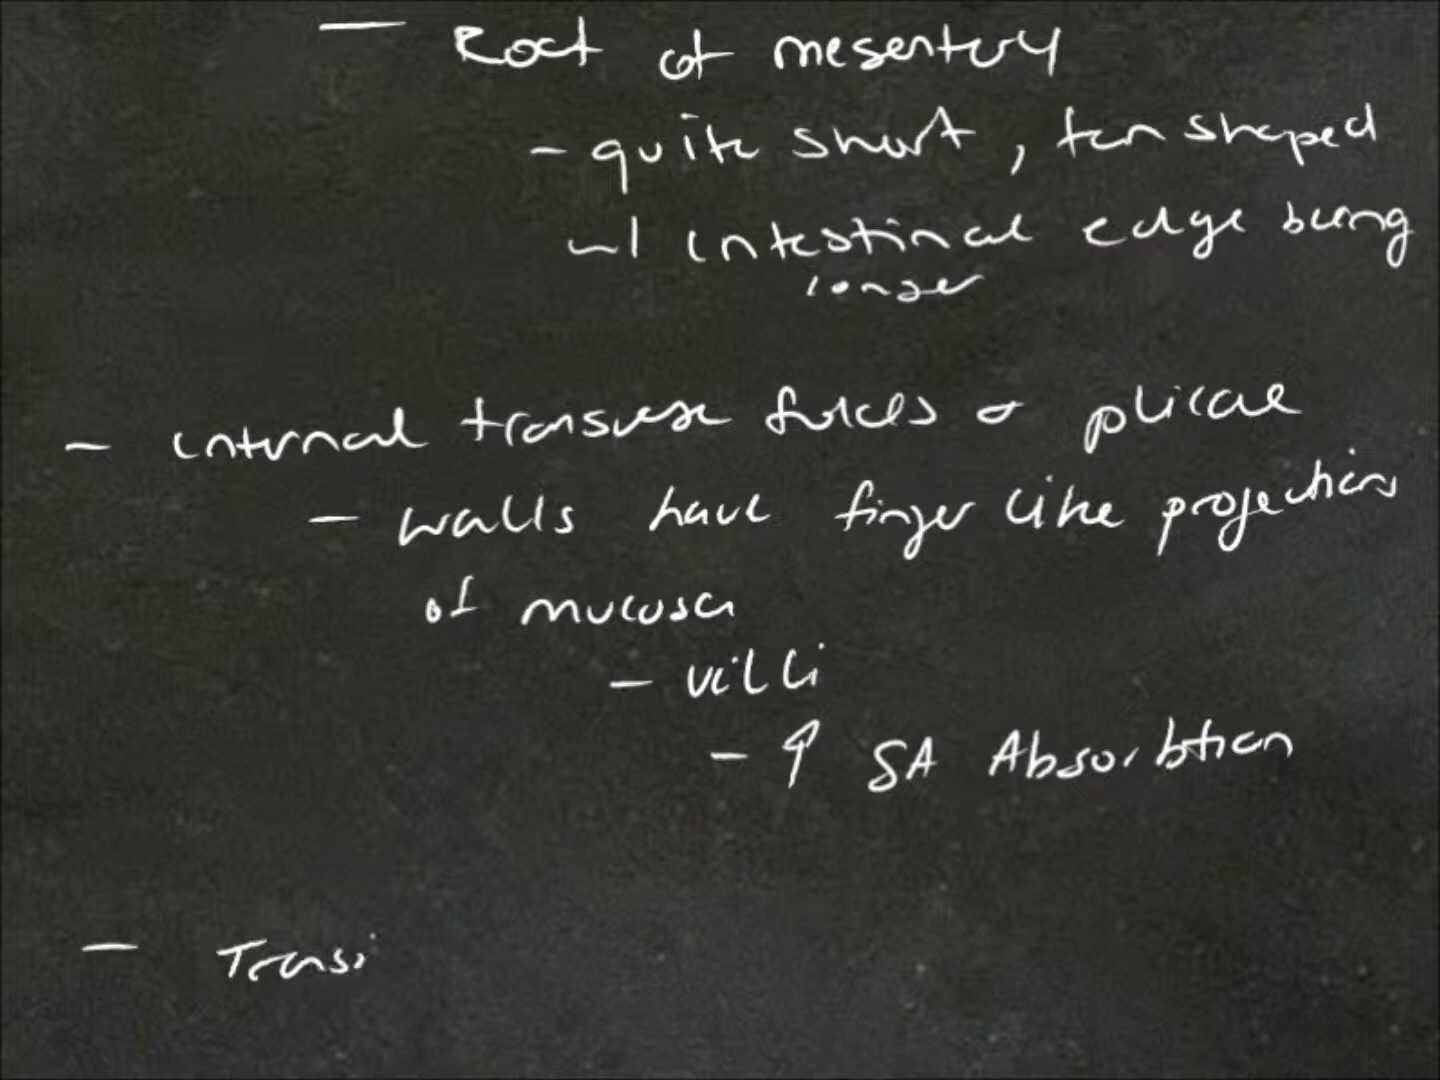 — Root of mesentery
- quite short, fan shaped
w/ intestinal edge being
longer
- internal transverse folds or plicae
- walls have finger like projections
of mucosa
- villi
- ↑ SA Absorbtion
- Transi